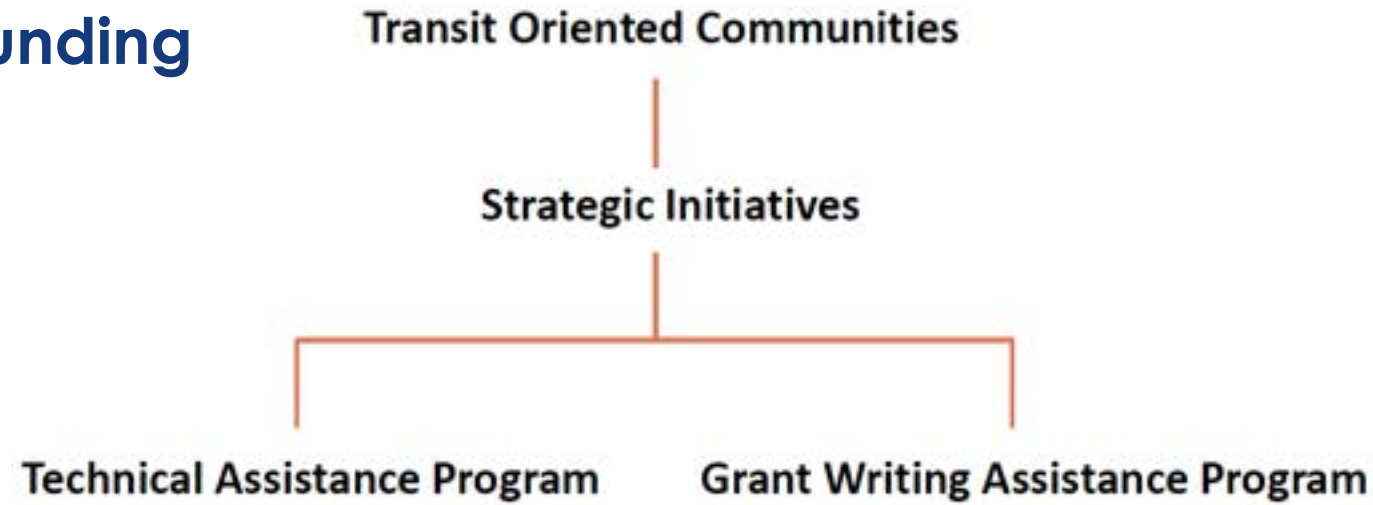 unding
Transit Oriented Communities
Strategic Initiatives
Technical Assistance Program
Grant Writing Assistance Program